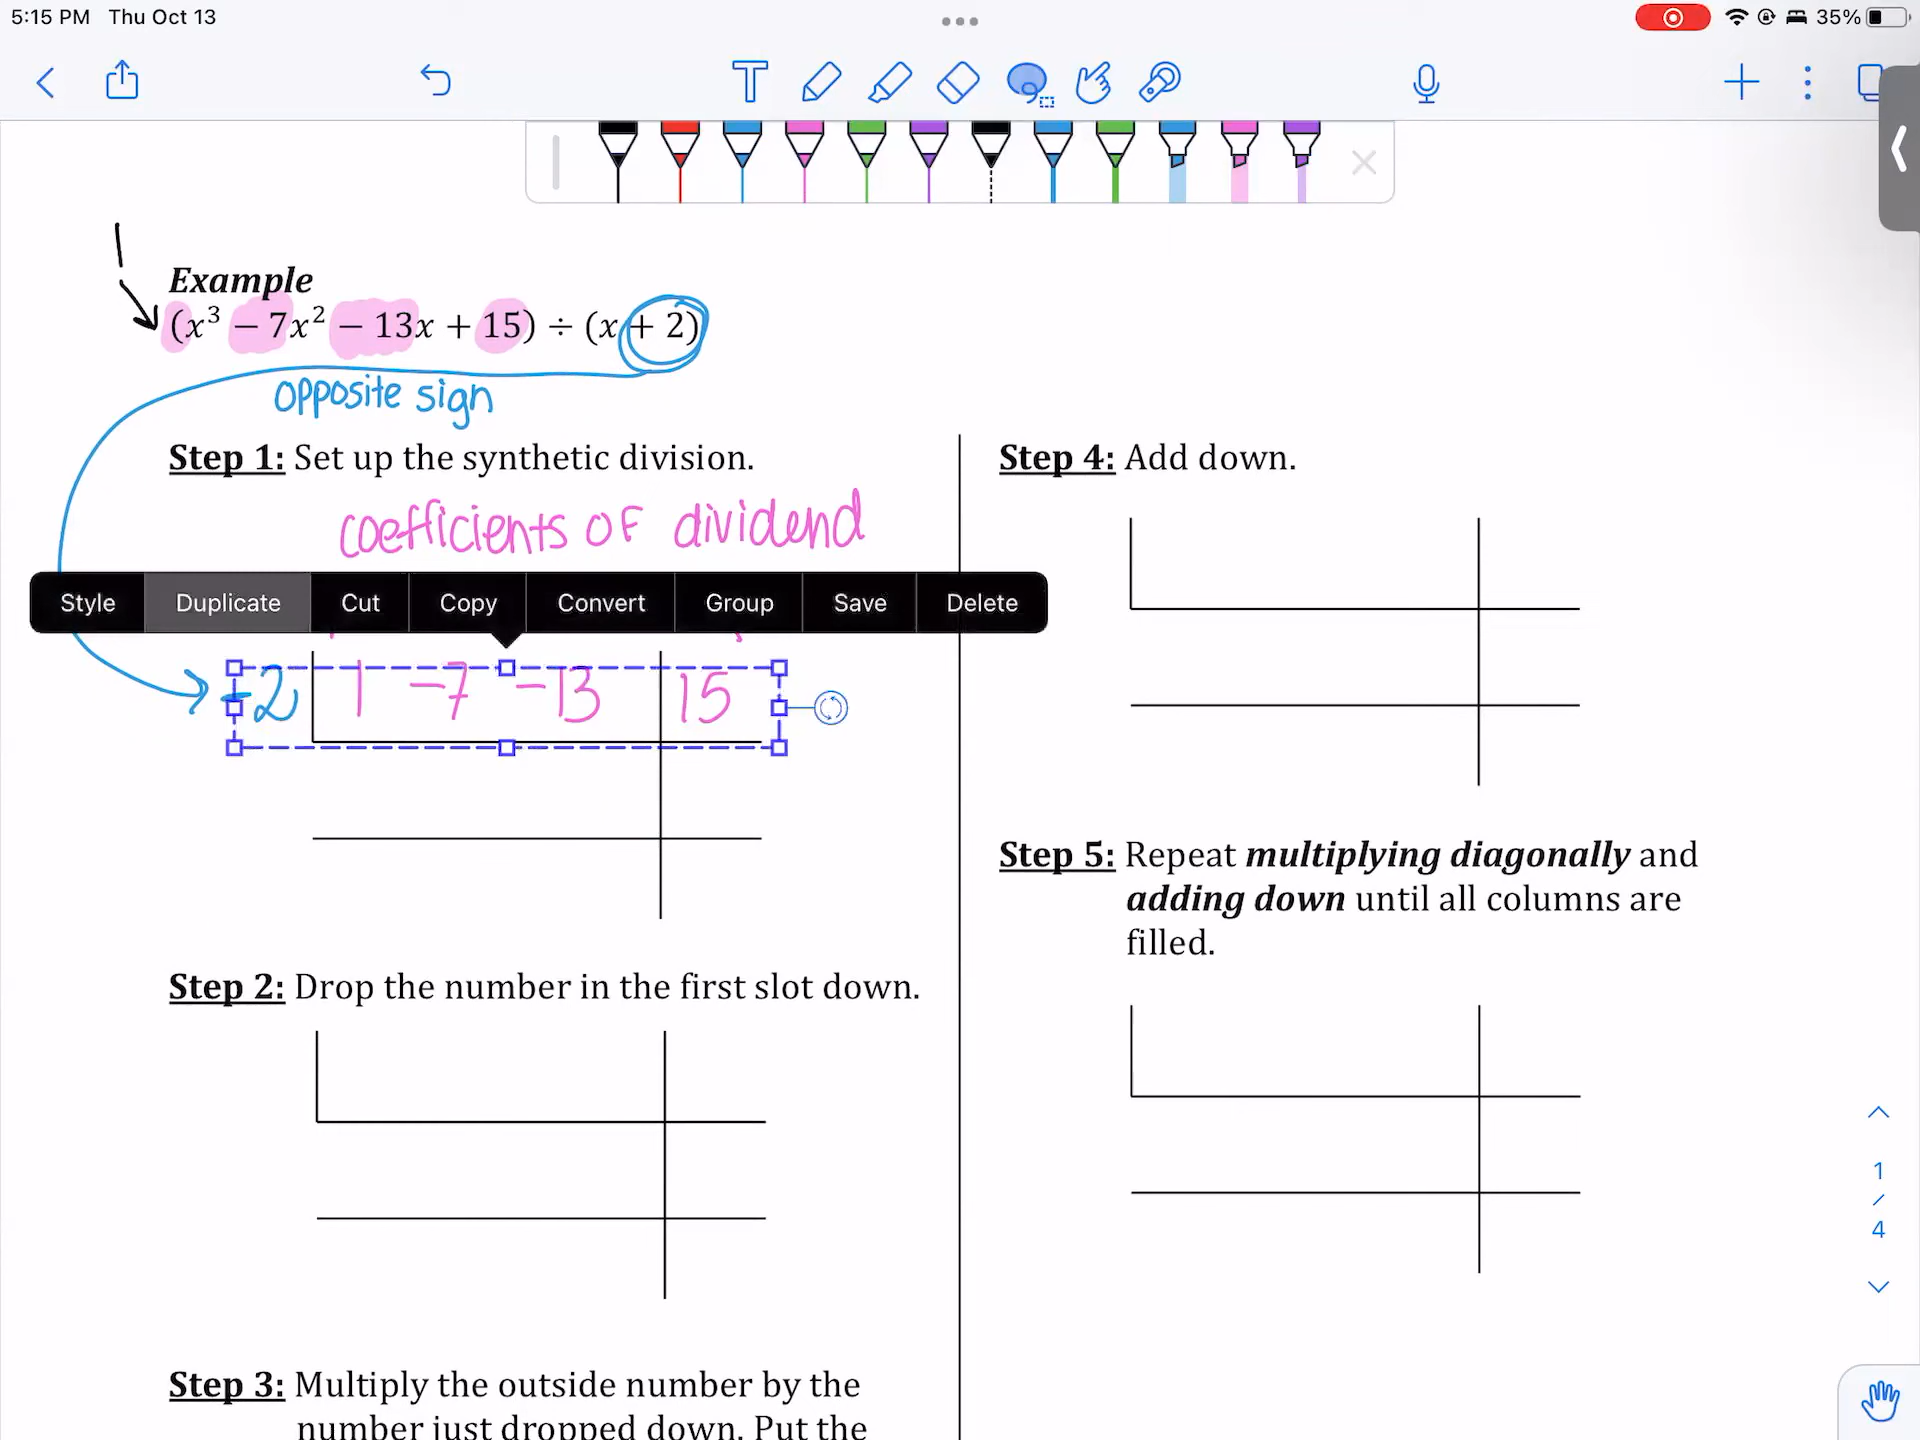 5:15 PM Thu Oct 13
35%
T
Example
(x³ − 7x² − 13x + 15) ÷ (x + 2)
opposite sign
Step 1: Set up the synthetic division.
coefficients of dividend
Style Duplicate Cut Copy Convert Group Save Delete
-2 1 -7 -13 15
Step 2: Drop the number in the first slot down.
Step 3: Multiply the outside number by the
number just dropped down. Put the
Step 4: Add down.
Step 5: Repeat multiplying diagonally and
adding down until all columns are
filled.
1
/
4